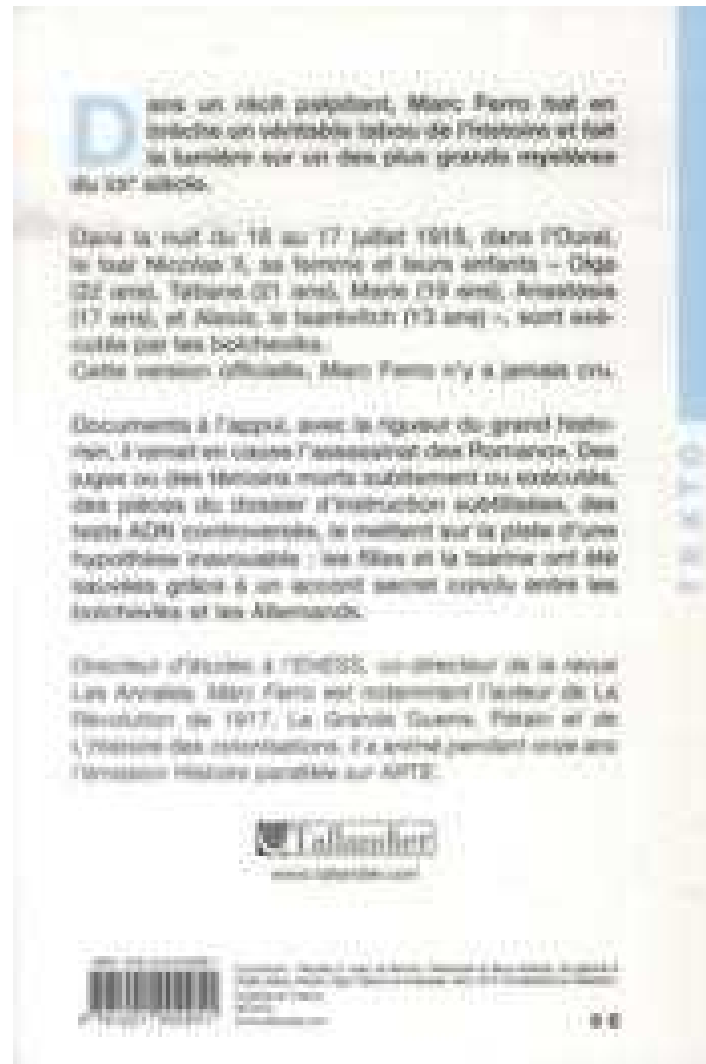 Dans un récit palpitant, Marc Ferro bat en
brèche un véritable tabou de l'histoire et fait
la lumière sur un des plus grands mystères
du XXe siècle.
Dans la nuit du 16 au 17 juillet 1918, dans l'Oural,
le tsar Nicolas II, sa femme et leurs enfants – Olga
(22 ans), Tatiana (21 ans), Marie (19 ans), Anastasia
(17 ans), et Alexis, le tsarévitch (13 ans) –, sont exé-
cutés par les bolcheviks.
Cette version officielle, Marc Ferro n'y a jamais cru.
Documents à l'appui, avec la rigueur du grand histo-
rien, il remet en cause l'assassinat des Romanov. Des
juges ou des témoins morts subitement ou exécutés,
des pièces du dossier d'instruction subtilisées, des
tests ADN controversés, le mettent sur la piste d'une
hypothèse inavouable : les filles et la tsarine ont été
sauvées grâce à un accord secret conclu entre les
bolcheviks et les Allemands.
Directeur d'études à l'EHESS, co-directeur de la revue
Les Annales, Marc Ferro est notamment l'auteur de La
Révolution de 1917, La Grande Guerre, Pétain et de
L'Histoire des colonisations. Il a animé pendant onze ans
l'émission Histoire parallèle sur ARTE.
TEXTO
Tallandier
www.tallandier.com